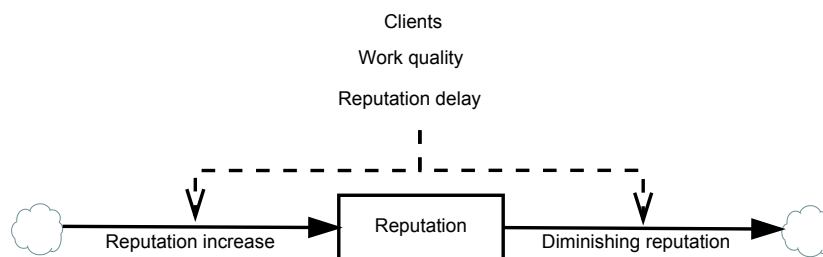 Clients
Work quality
Reputation delay
Reputation
Reputation increase
Diminishing reputation